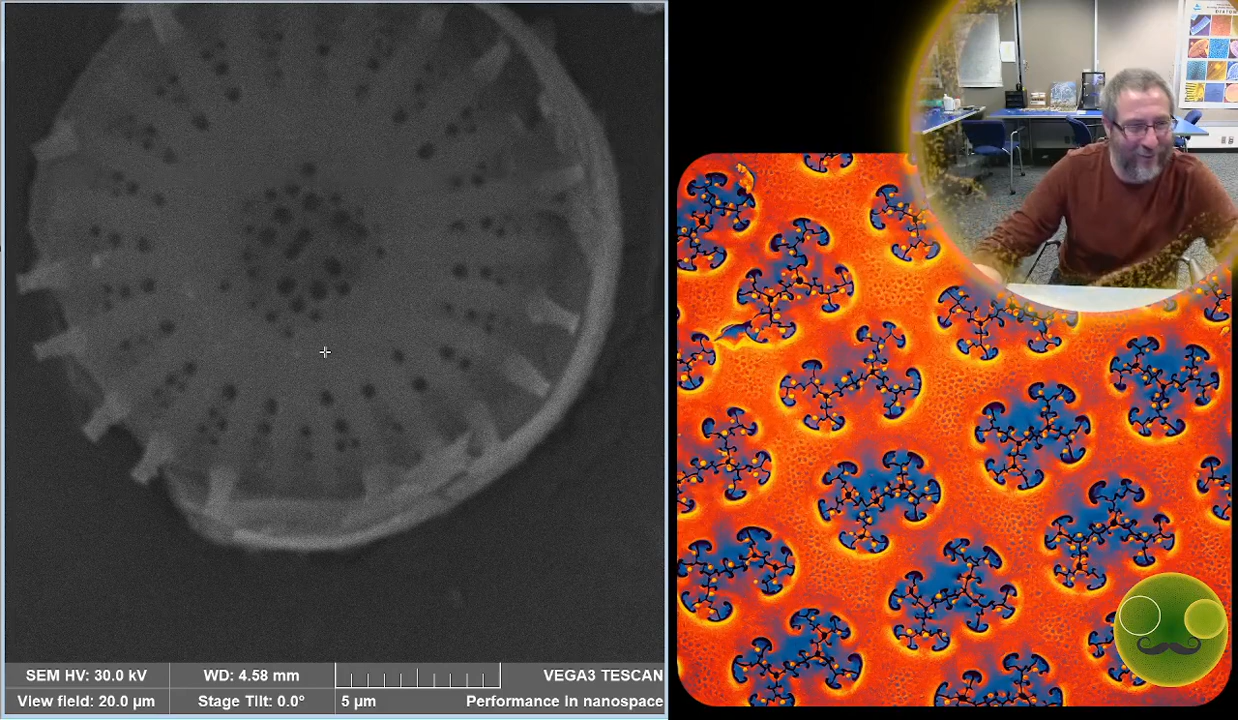 SEM HV: 30.0 kV
WD: 4.58 mm
VEGA3 TESCAN
View field: 20.0 µm
Stage Tilt: 0.0°
5 µm
Performance in nanospace